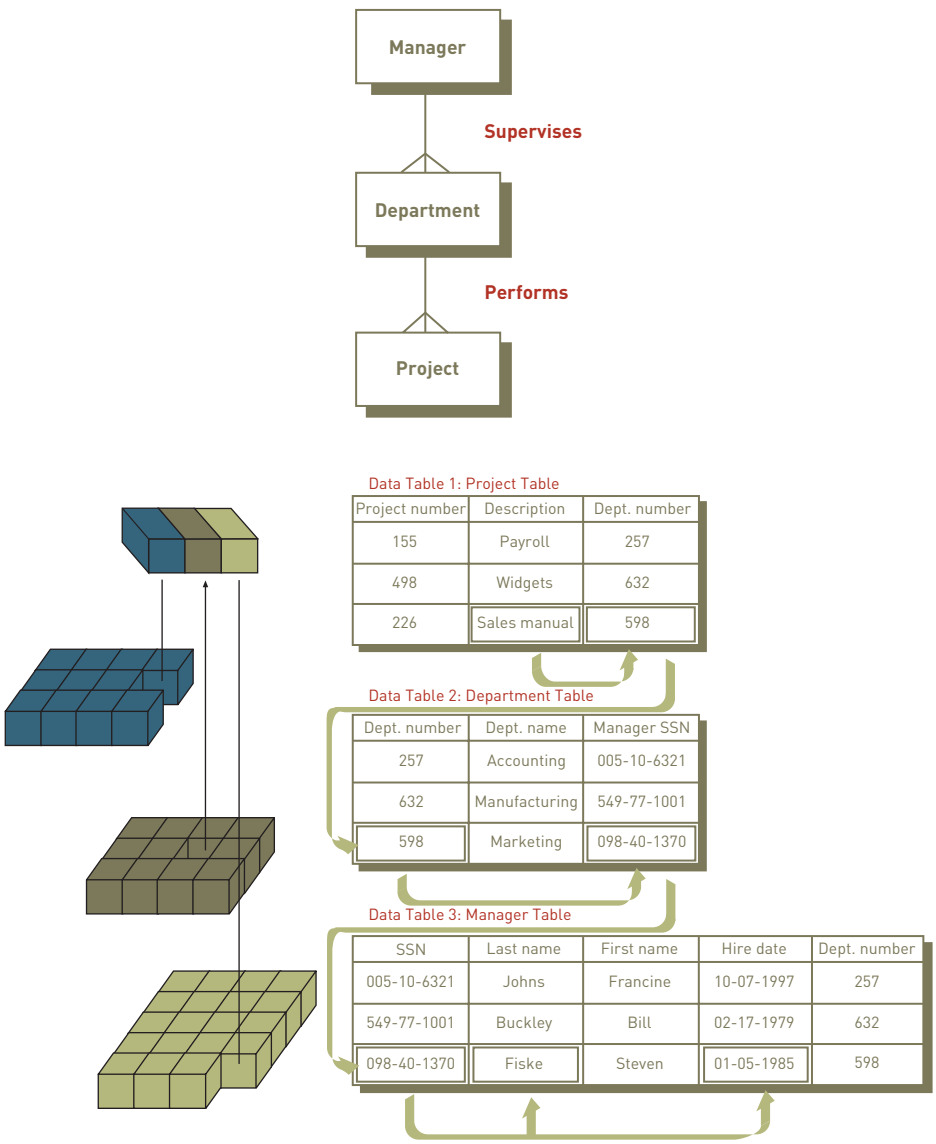 Manager
Supervises
Department
Performs
Project
Data Table 1: Project Table
Project number Description Dept. number
155 Payroll 257
498 Widgets 632
226 Sales manual 598
Data Table 2: Department Table
Dept. number Dept. name Manager SSN
257 Accounting 005-10-6321
632 Manufacturing 549-77-1001
598 Marketing 098-40-1370
Data Table 3: Manager Table
SSN Last name First name Hire date Dept. number
005-10-6321 Johns Francine 10-07-1997 257
549-77-1001 Buckley Bill 02-17-1979 632
098-40-1370 Fiske Steven 01-05-1985 598